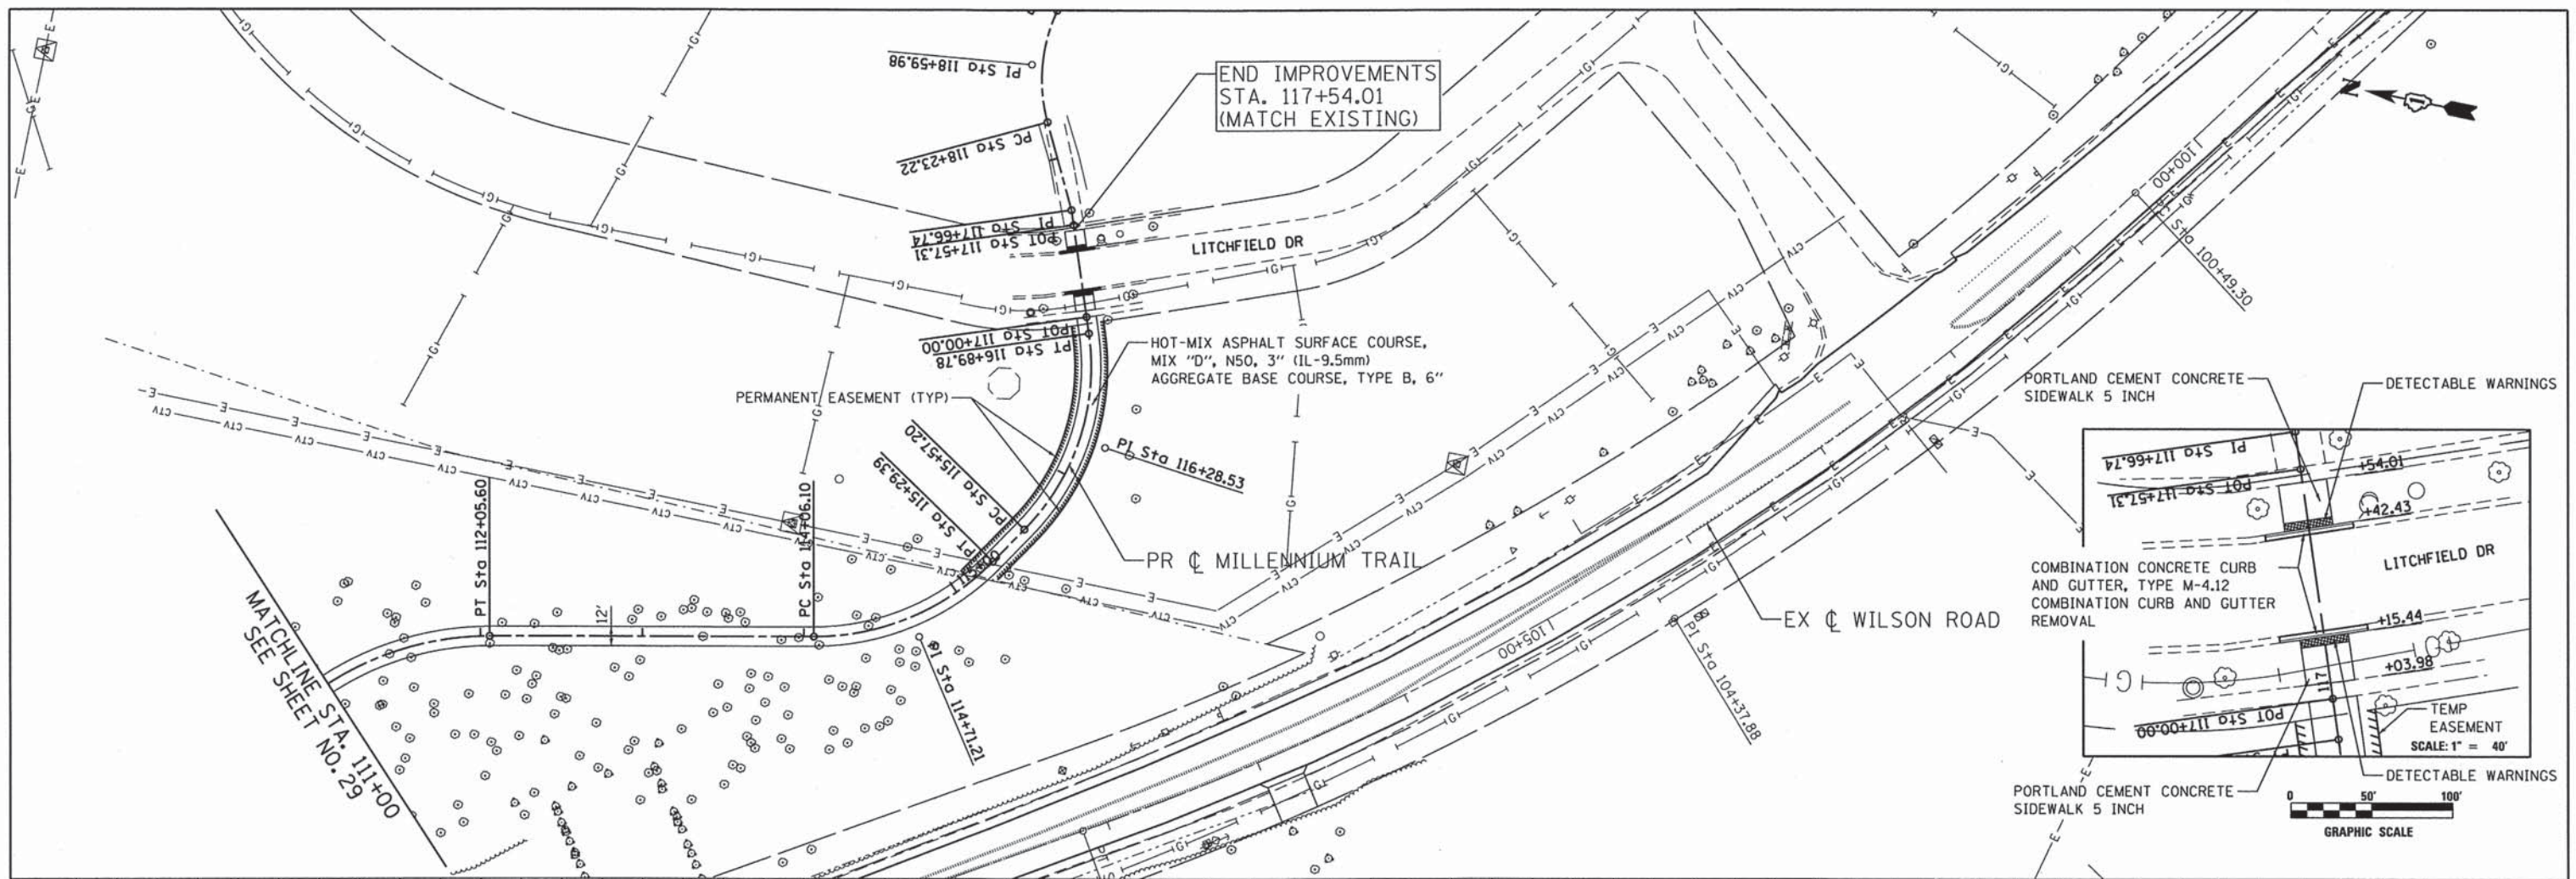 PI Sta 118+59.98
END IMPROVEMENTS
STA. 117+54.01
(MATCH EXISTING)
N
PC Sta 118+23.22
1100+00
PI Sta 117+66.74
POT Sta 117+57.31
LITCHFIELD DR
Sta 100+49.30
POT Sta 117+00.00
PT Sta 116+89.78
HOT-MIX ASPHALT SURFACE COURSE,
MIX "D", N50, 3" (IL-9.5mm)
AGGREGATE BASE COURSE, TYPE B, 6"
PERMANENT EASEMENT (TYP)
PC Sta 115+57.20
PT Sta 115+29.39
PI Sta 116+28.53
PT Sta 112+05.60
PC Sta 114+06.10
PR ℄ MILLENNIUM TRAIL
12'
MATCHLINE STA. 111+00
SEE SHEET NO. 29
PI Sta 114+71.21
EX ℄ WILSON ROAD
1105+00
PI Sta 104+37.88
PORTLAND CEMENT CONCRETE
SIDEWALK 5 INCH
DETECTABLE WARNINGS
PI Sta 117+66.74
+54.01
POT Sta 117+57.31
+42.43
LITCHFIELD DR
COMBINATION CONCRETE CURB
AND GUTTER, TYPE M-4.12
COMBINATION CURB AND GUTTER
REMOVAL
+15.44
+03.98
117
POT Sta 117+00.00
TEMP
EASEMENT
SCALE: 1" = 40'
DETECTABLE WARNINGS
PORTLAND CEMENT CONCRETE
SIDEWALK 5 INCH
0 50' 100'
GRAPHIC SCALE